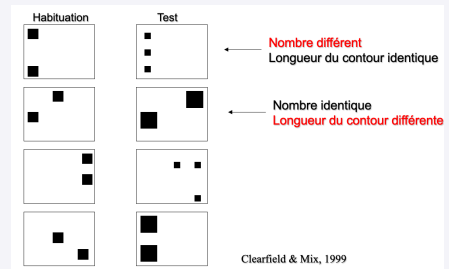 Habituation
Test
Nombre différent
Longueur du contour identique
Nombre identique
Longueur du contour différente
Clearfield & Mix, 1999